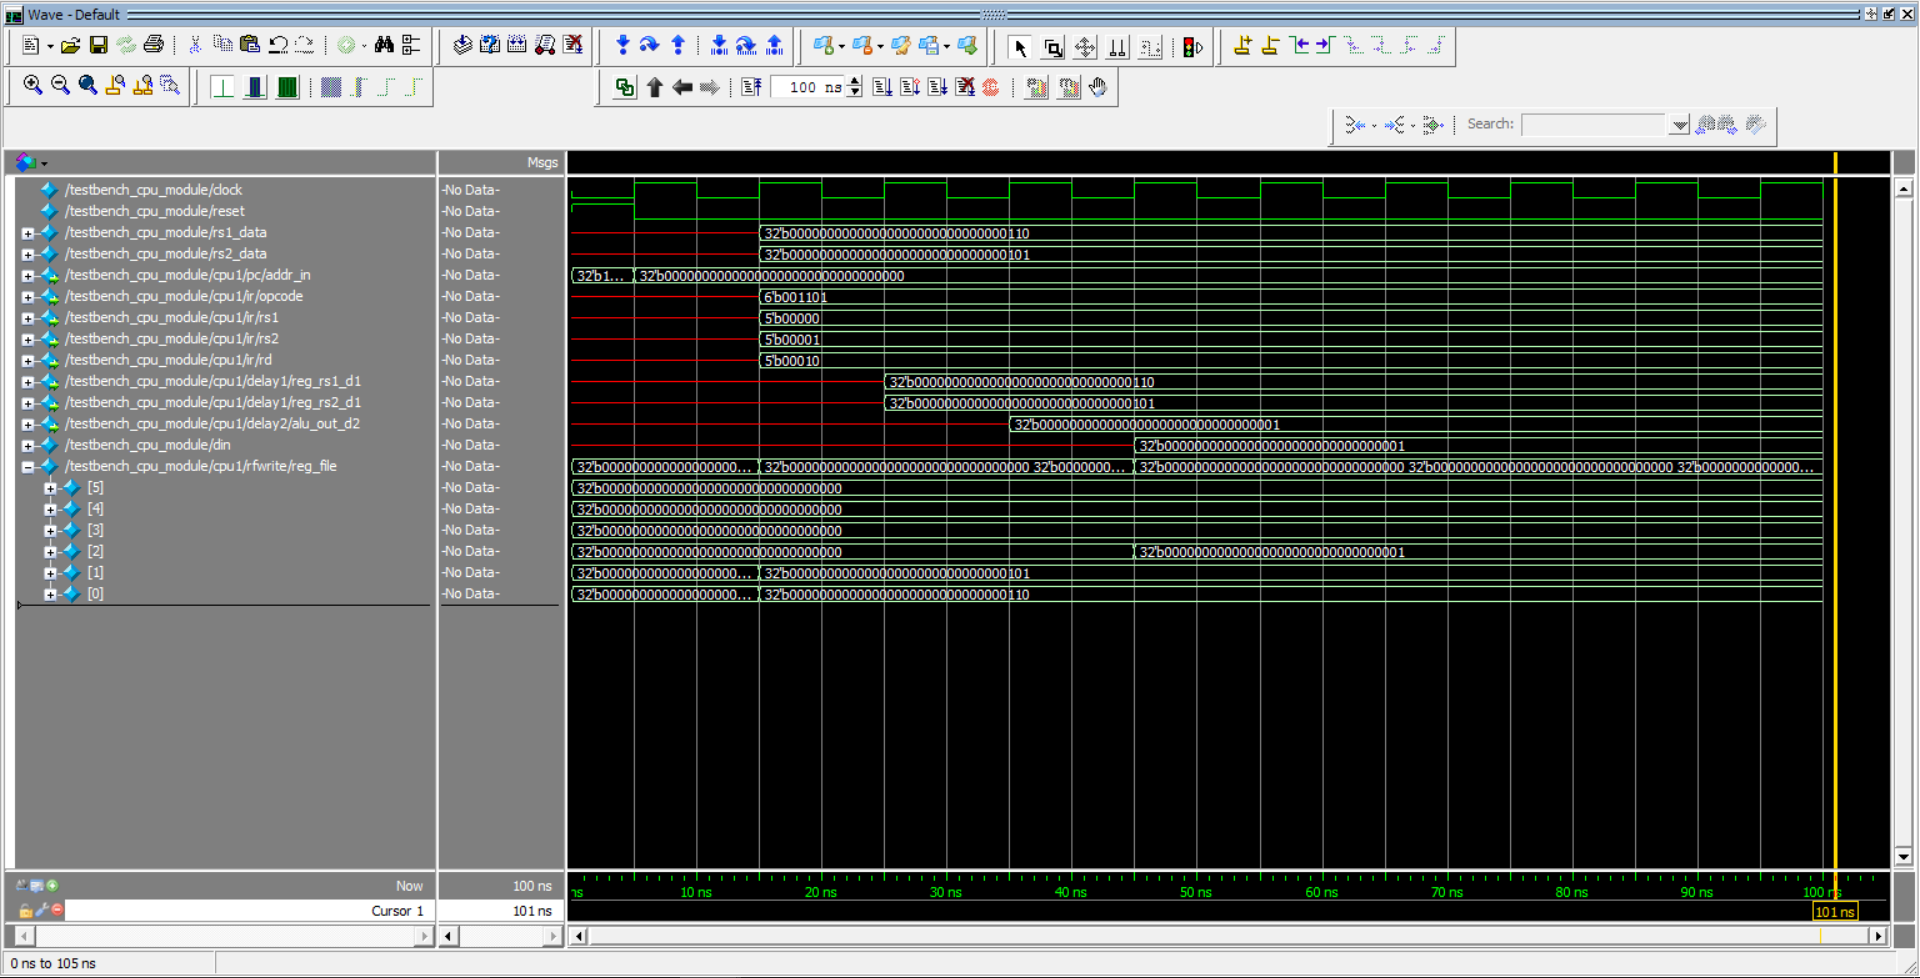 Wave - Default
100 ns
Search:
Msgs
/testbench_cpu_module/clock -No Data-
/testbench_cpu_module/reset -No Data-
/testbench_cpu_module/rs1_data -No Data- 32'b00000000000000000000000000000110
/testbench_cpu_module/rs2_data -No Data- 32'b00000000000000000000000000000101
/testbench_cpu_module/cpu1/pc/addr_in -No Data- 32'b1... 32'b00000000000000000000000000000000
/testbench_cpu_module/cpu1/ir/opcode -No Data- 6'b001101
/testbench_cpu_module/cpu1/ir/rs1 -No Data- 5'b00000
/testbench_cpu_module/cpu1/ir/rs2 -No Data- 5'b00001
/testbench_cpu_module/cpu1/ir/rd -No Data- 5'b00010
/testbench_cpu_module/cpu1/delay1/reg_rs1_d1 -No Data- 32'b00000000000000000000000000000110
/testbench_cpu_module/cpu1/delay1/reg_rs2_d1 -No Data- 32'b00000000000000000000000000000101
/testbench_cpu_module/cpu1/delay2/alu_out_d2 -No Data- 32'b00000000000000000000000000000001
/testbench_cpu_module/din -No Data- 32'b00000000000000000000000000000001
/testbench_cpu_module/cpu1/rfwrite/reg_file -No Data- 32'b000000000000000000... 32'b00000000000000000000000000000000 32'b0000000... 32'b00000000000000000000000000000000 32'b00000000000000000000000000000000 32'b0000000000000...
[5] -No Data- 32'b00000000000000000000000000000000
[4] -No Data- 32'b00000000000000000000000000000000
[3] -No Data- 32'b00000000000000000000000000000000
[2] -No Data- 32'b00000000000000000000000000000000 32'b00000000000000000000000000000001
[1] -No Data- 32'b000000000000000000... 32'b00000000000000000000000000000101
[0] -No Data- 32'b000000000000000000... 32'b00000000000000000000000000000110
Now 100 ns ns 10 ns 20 ns 30 ns 40 ns 50 ns 60 ns 70 ns 80 ns 90 ns 100 ns
Cursor 1 101 ns 101 ns
0 ns to 105 ns